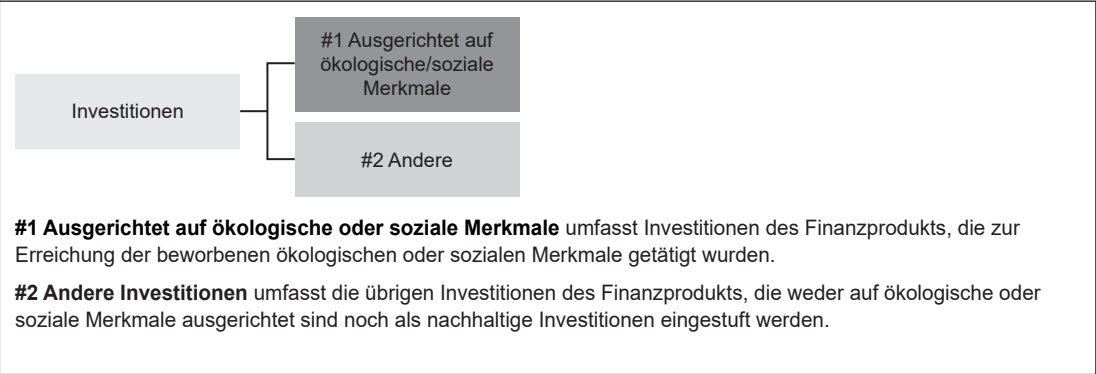 #1 Ausgerichtet auf
ökologische/soziale
Merkmale
Investitionen
#2 Andere
#1 Ausgerichtet auf ökologische oder soziale Merkmale umfasst Investitionen des Finanzprodukts, die zur
Erreichung der beworbenen ökologischen oder sozialen Merkmale getätigt wurden.
#2 Andere Investitionen umfasst die übrigen Investitionen des Finanzprodukts, die weder auf ökologische oder
soziale Merkmale ausgerichtet sind noch als nachhaltige Investitionen eingestuft werden.